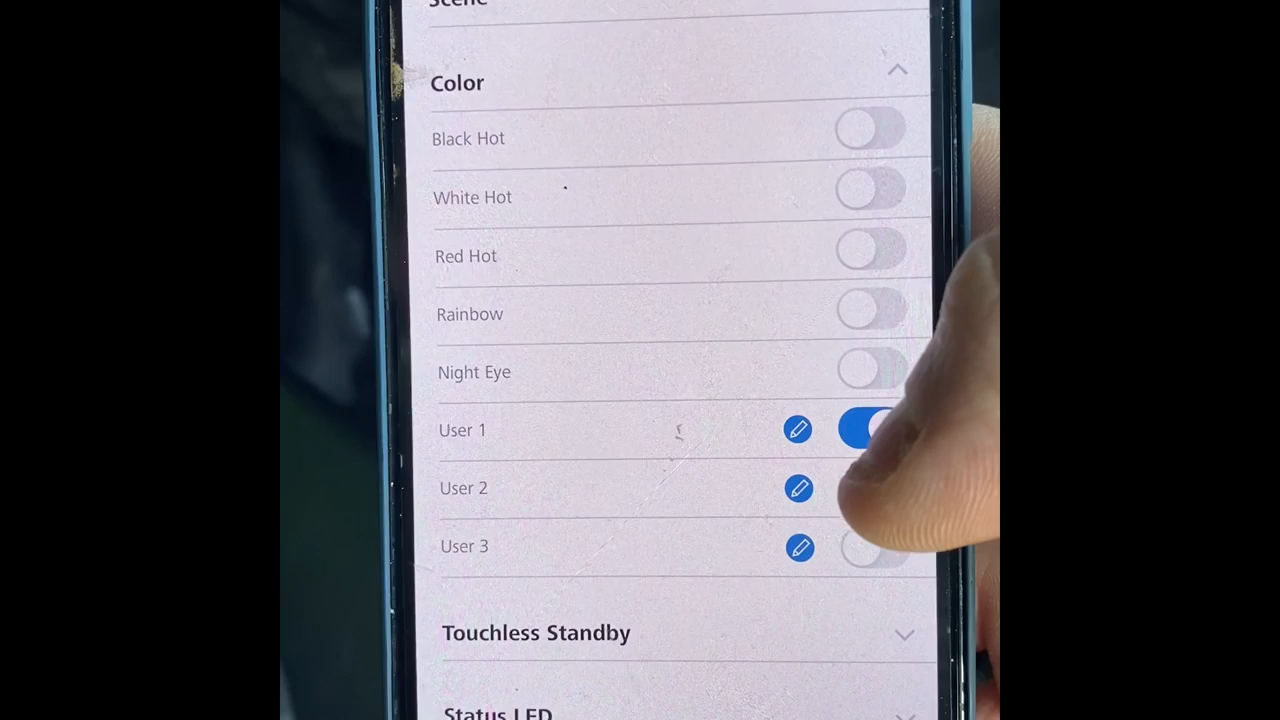 Scene
Color
Black Hot
White Hot
Red Hot
Rainbow
Night Eye
User 1
User 2
User 3
Touchless Standby
Status LED